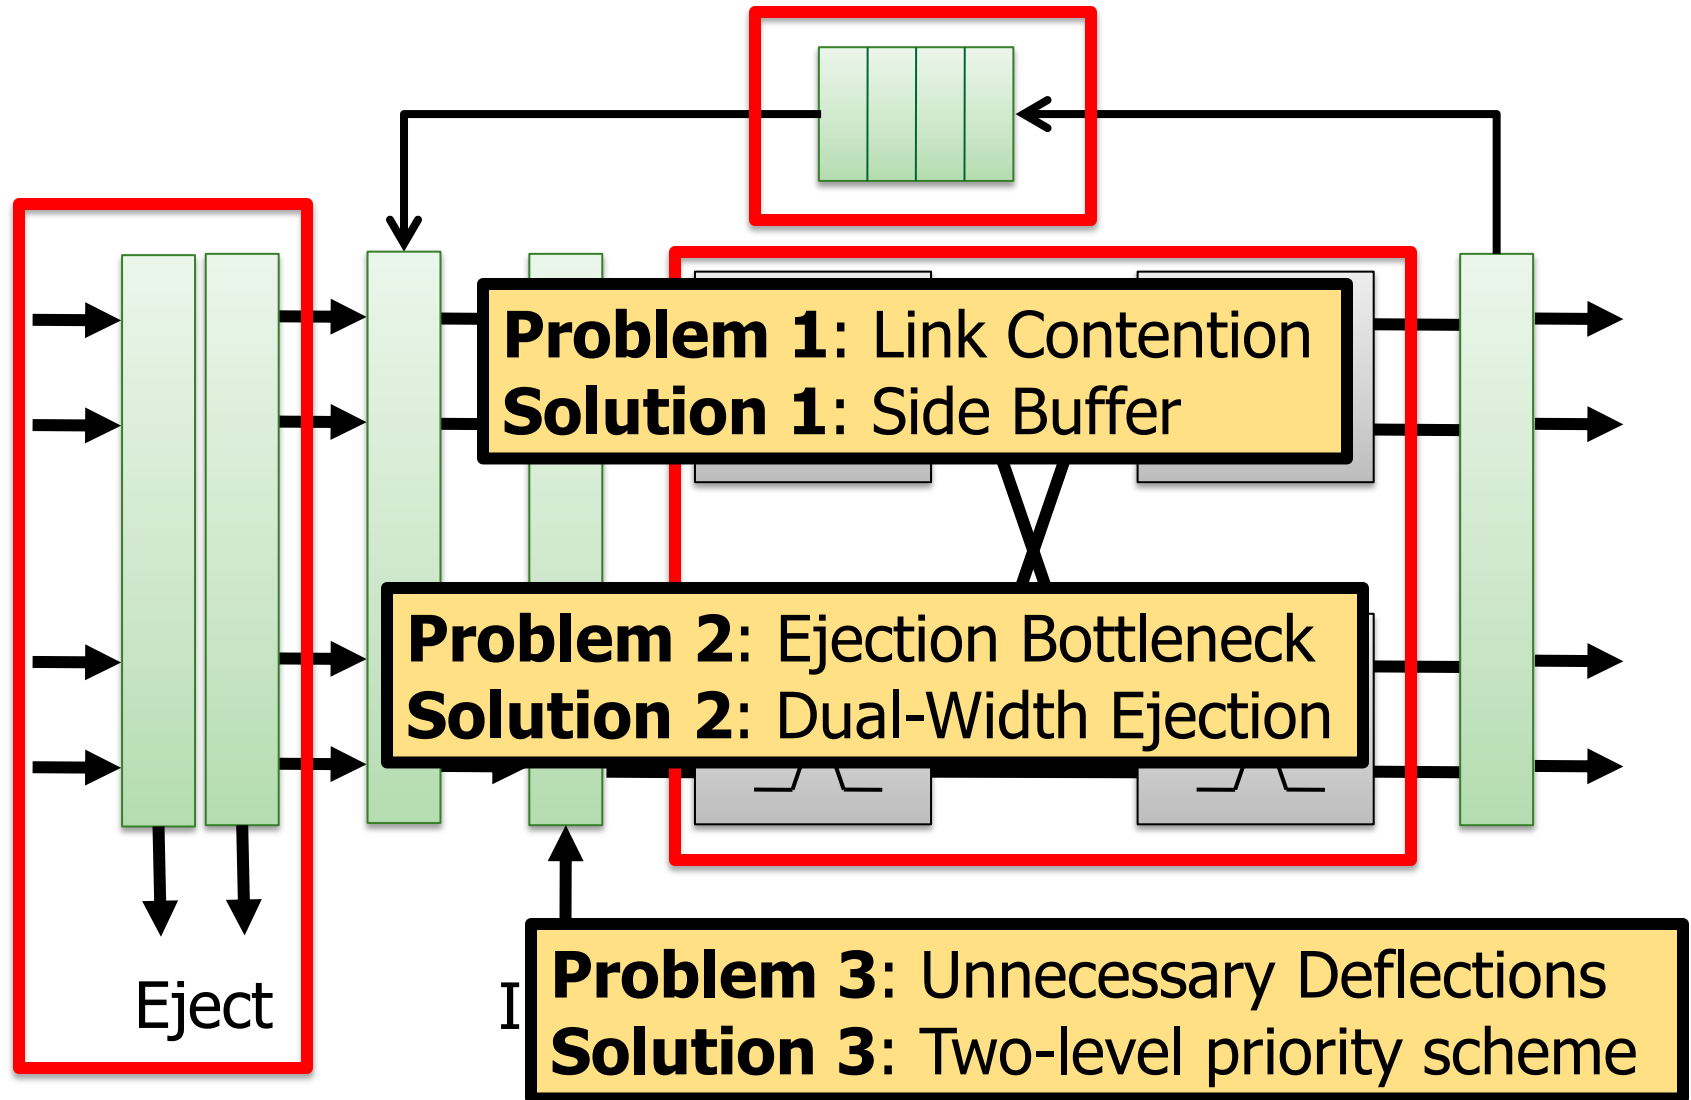 Problem 1: Link Contention
Solution 1: Side Buffer
Problem 2: Ejection Bottleneck
Solution 2: Dual-Width Ejection
Eject
Problem 3: Unnecessary Deflections
Solution 3: Two-level priority scheme